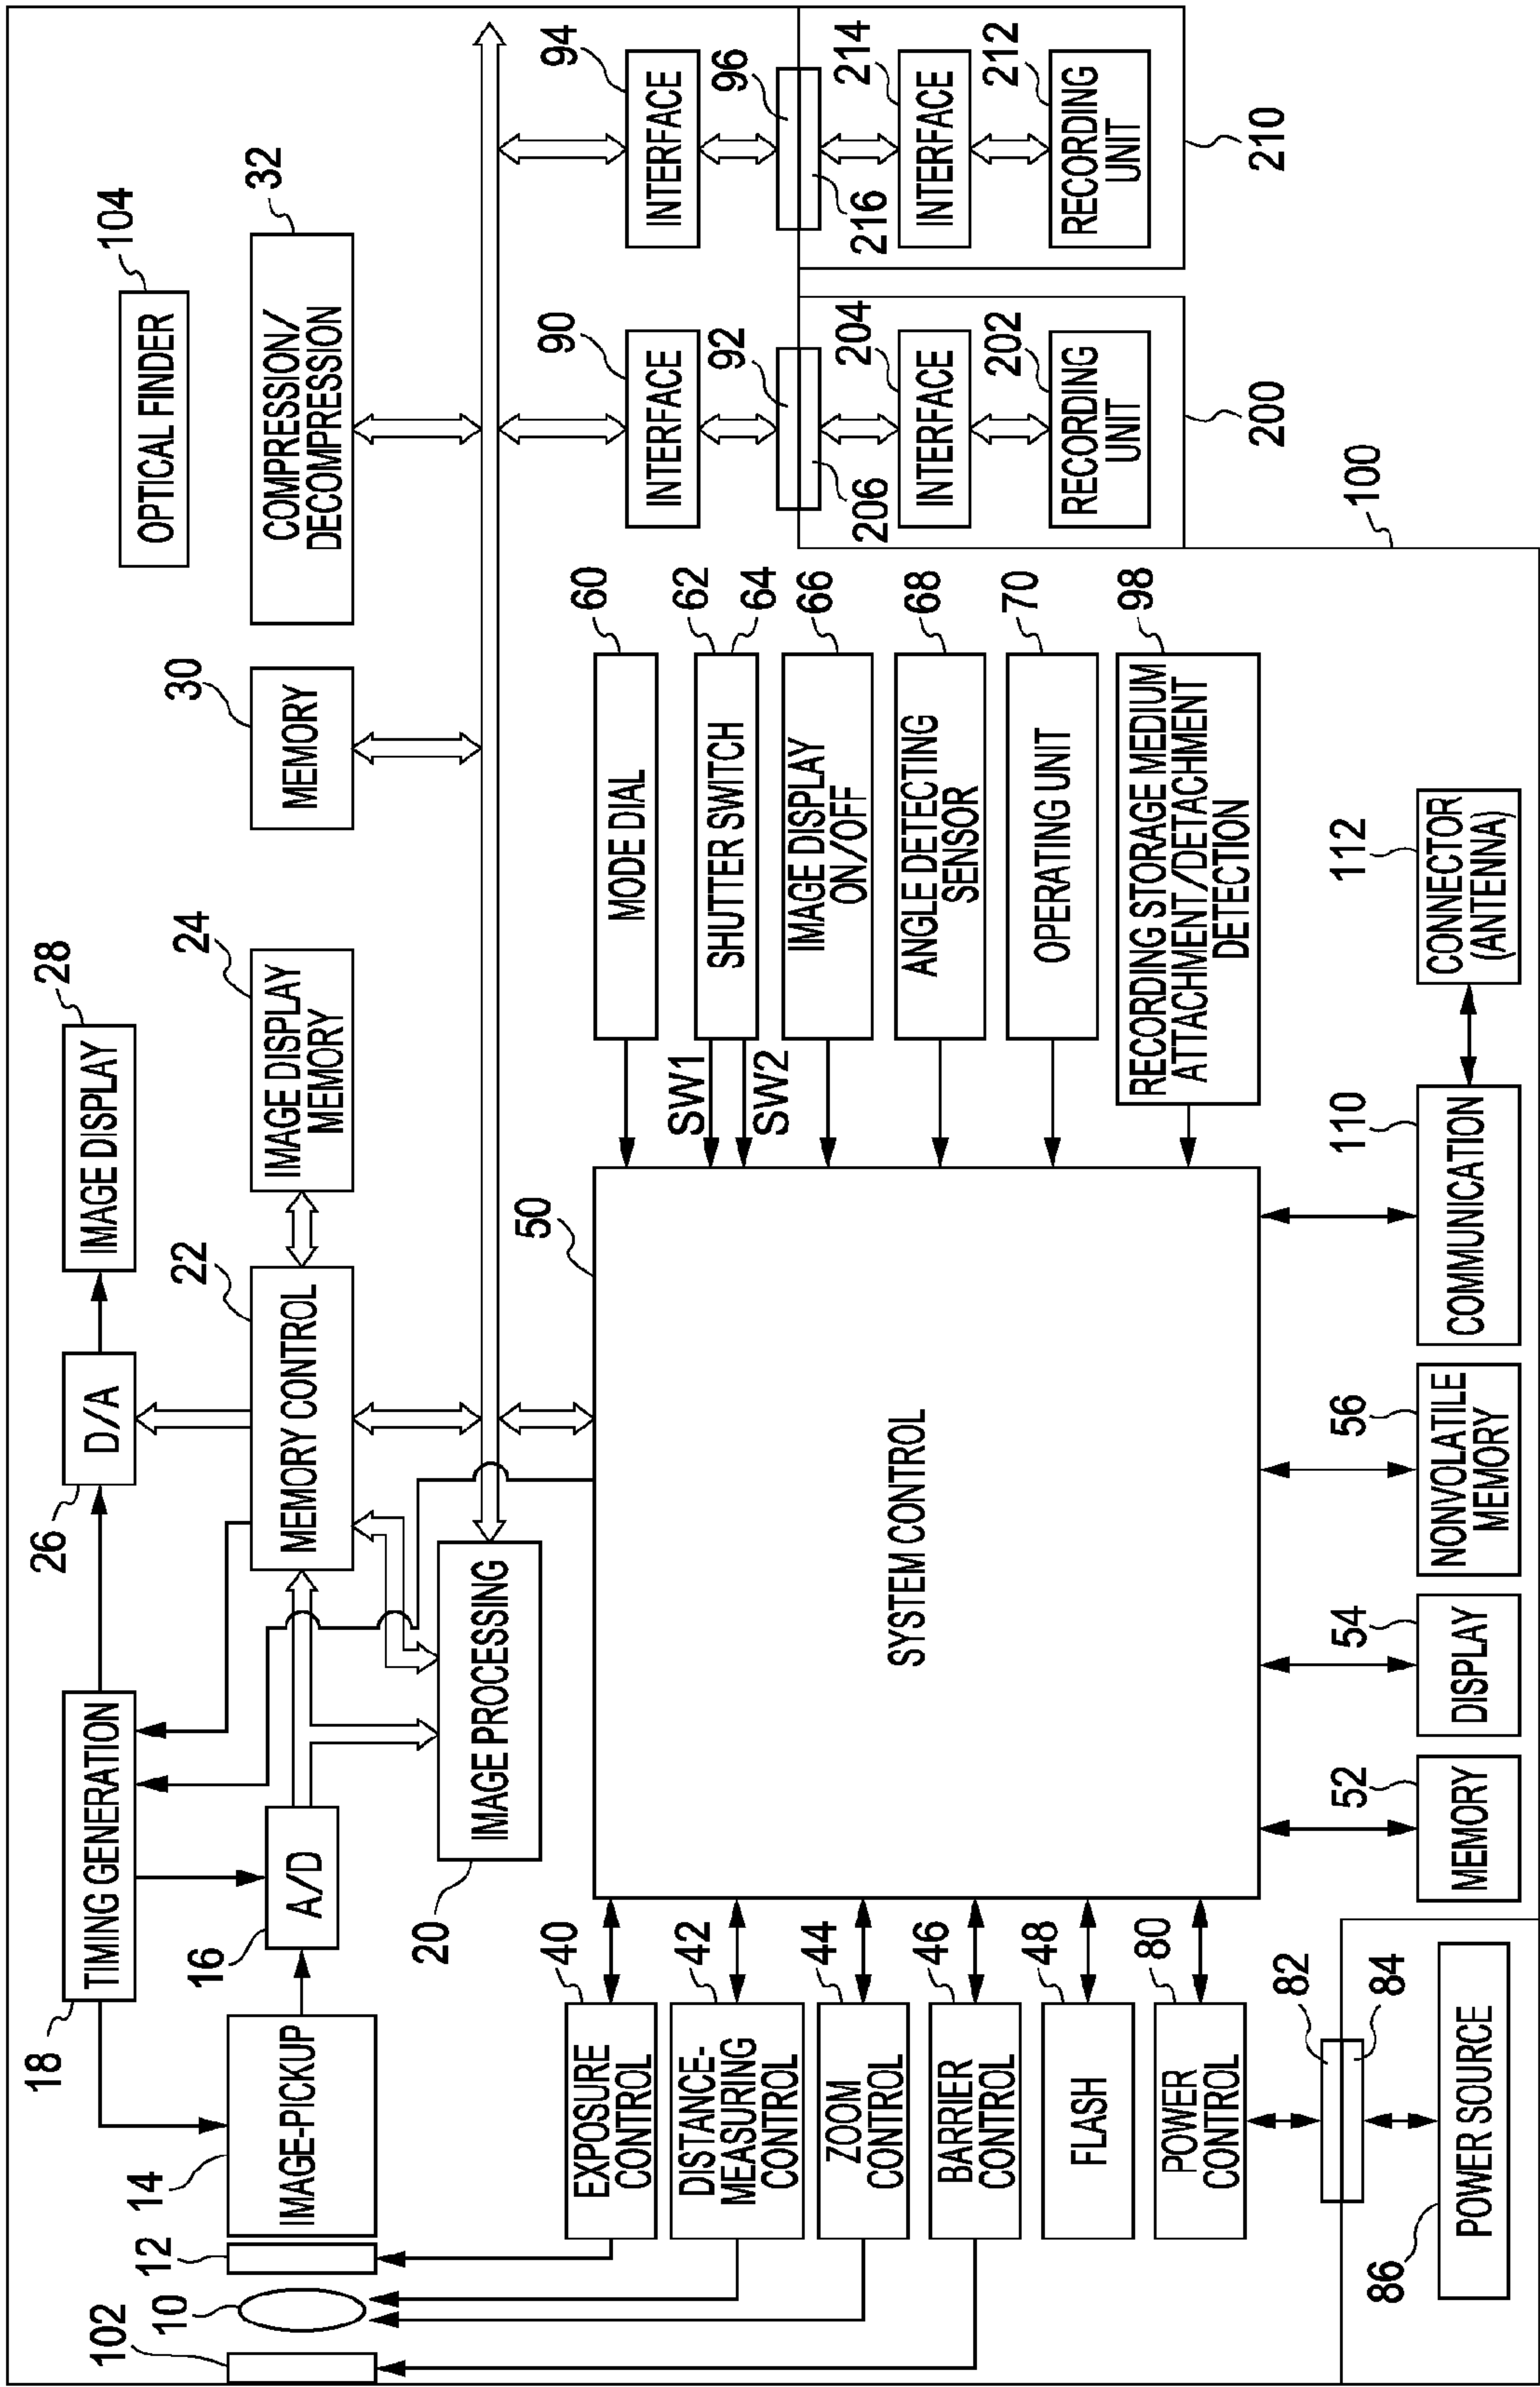 104
OPTICAL FINDER
28
IMAGE DISPLAY
26
D/A
18
TIMING GENERATION
32
COMPRESSION/
DECOMPRESSION
30
MEMORY
24
IMAGE DISPLAY
MEMORY
22
MEMORY CONTROL
16
A/D
14
IMAGE-PICKUP
12
10
102
20
IMAGE PROCESSING
50
SYSTEM CONTROL
40
EXPOSURE
CONTROL
42
DISTANCE-
MEASURING
CONTROL
44
ZOOM
CONTROL
46
BARRIER
CONTROL
48
FLASH
80
POWER
CONTROL
82
84
86
POWER SOURCE
60
MODE DIAL
62
64
SHUTTER SWITCH
SW1
SW2
66
IMAGE DISPLAY
ON/OFF
68
ANGLE DETECTING
SENSOR
70
OPERATING UNIT
98
RECORDING STORAGE MEDIUM
ATTACHMENT/DETACHMENT
DETECTION
52
MEMORY
54
DISPLAY
56
NONVOLATILE
MEMORY
110
COMMUNICATION
112
CONNECTOR
(ANTENNA)
90
INTERFACE
92
206
204
INTERFACE
202
RECORDING
UNIT
200
94
INTERFACE
96
216
214
INTERFACE
212
RECORDING
UNIT
210
100